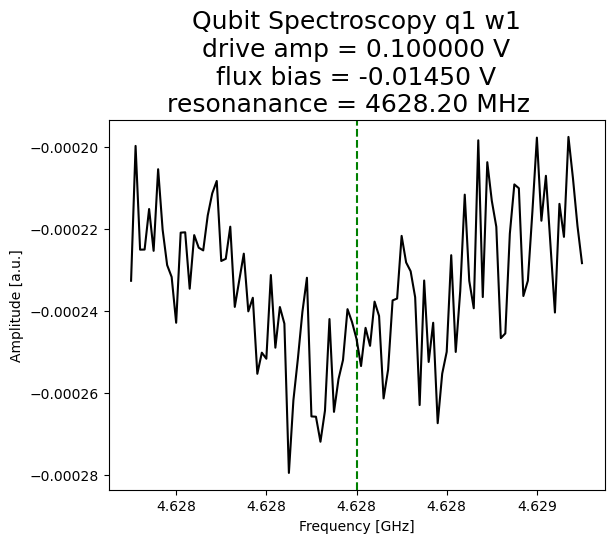 Qubit Spectroscopy q1 w1
drive amp = 0.100000 V
flux bias = -0.01450 V
resonanance = 4628.20 MHz
−0.00020
−0.00022
−0.00024
−0.00026
−0.00028
Amplitude [a.u.]
4.628 4.628 4.628 4.628 4.629
Frequency [GHz]